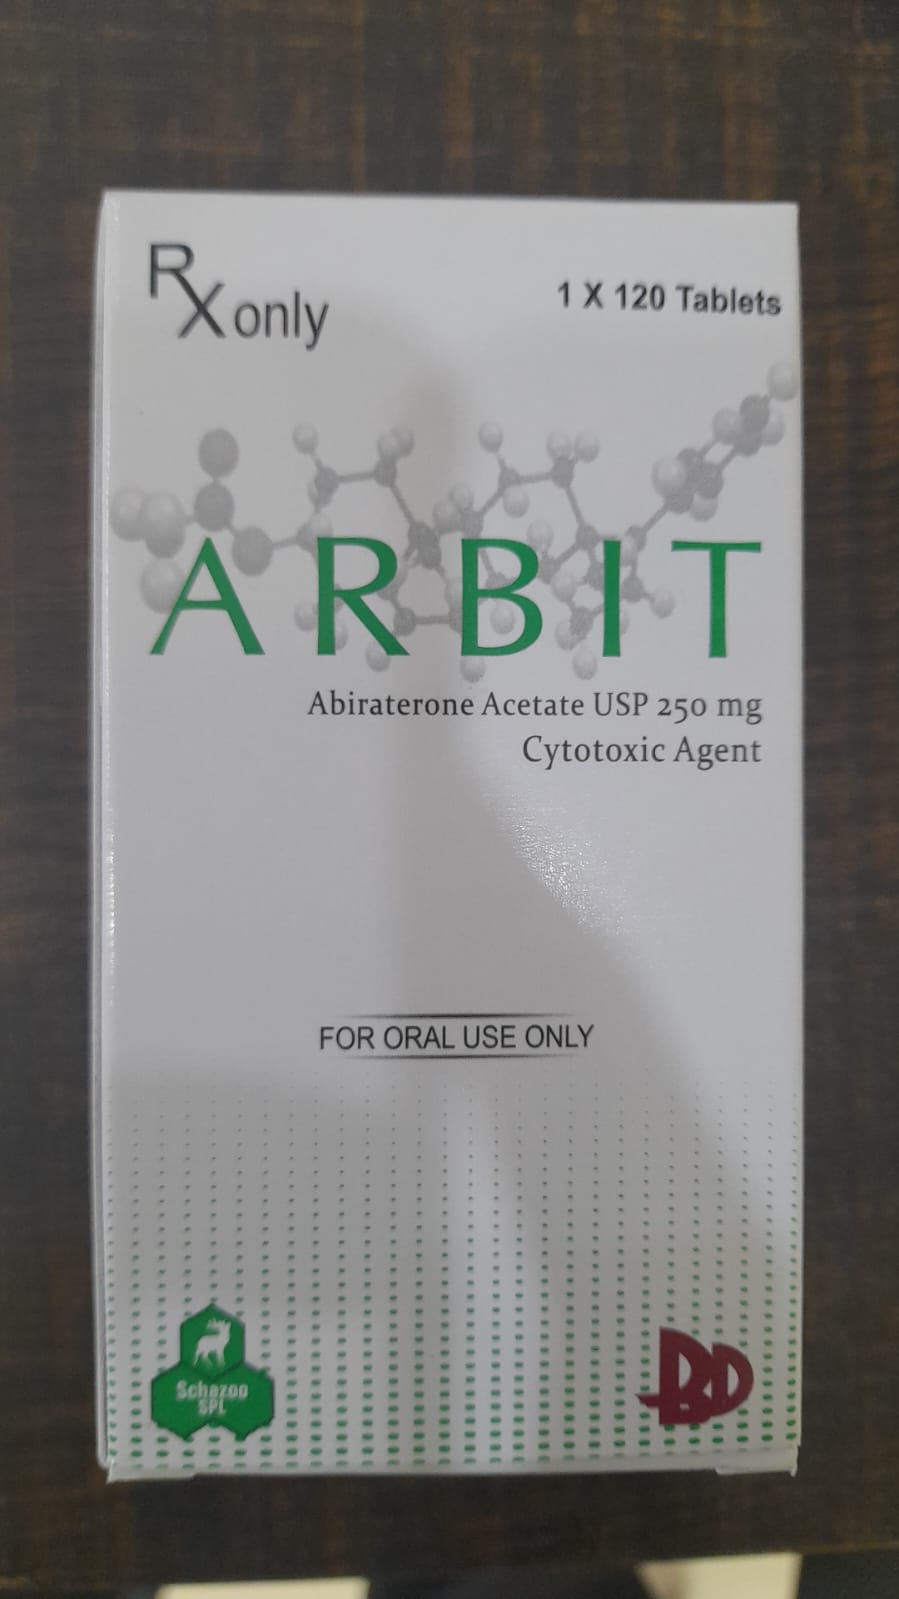 Rx only
1 X 120 Tablets
ARBIT
Abiraterone Acetate USP 250 mg
Cytotoxic Agent
FOR ORAL USE ONLY
Schazoo
SPL
BD